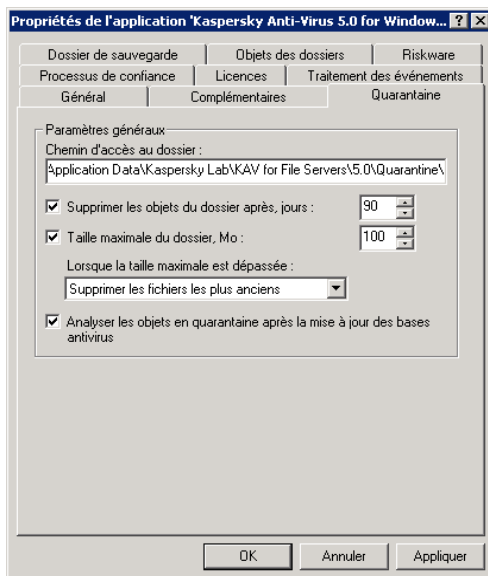 Propriétés de l'application 'Kaspersky Anti-Virus 5.0 for Window...
Dossier de sauvegarde Objets des dossiers Riskware
Processus de confiance Licences Traitement des événements
Général Complémentaires Quarantaine
Paramètres généraux
Chemin d'accès au dossier :
Application Data\Kaspersky Lab\KAV for File Servers\5.0\Quarantine\
Supprimer les objets du dossier après, jours : 90
Taille maximale du dossier, Mo : 100
Lorsque la taille maximale est dépassée :
Supprimer les fichiers les plus anciens
Analyser les objets en quarantaine après la mise à jour des bases
antivirus
OK Annuler Appliquer